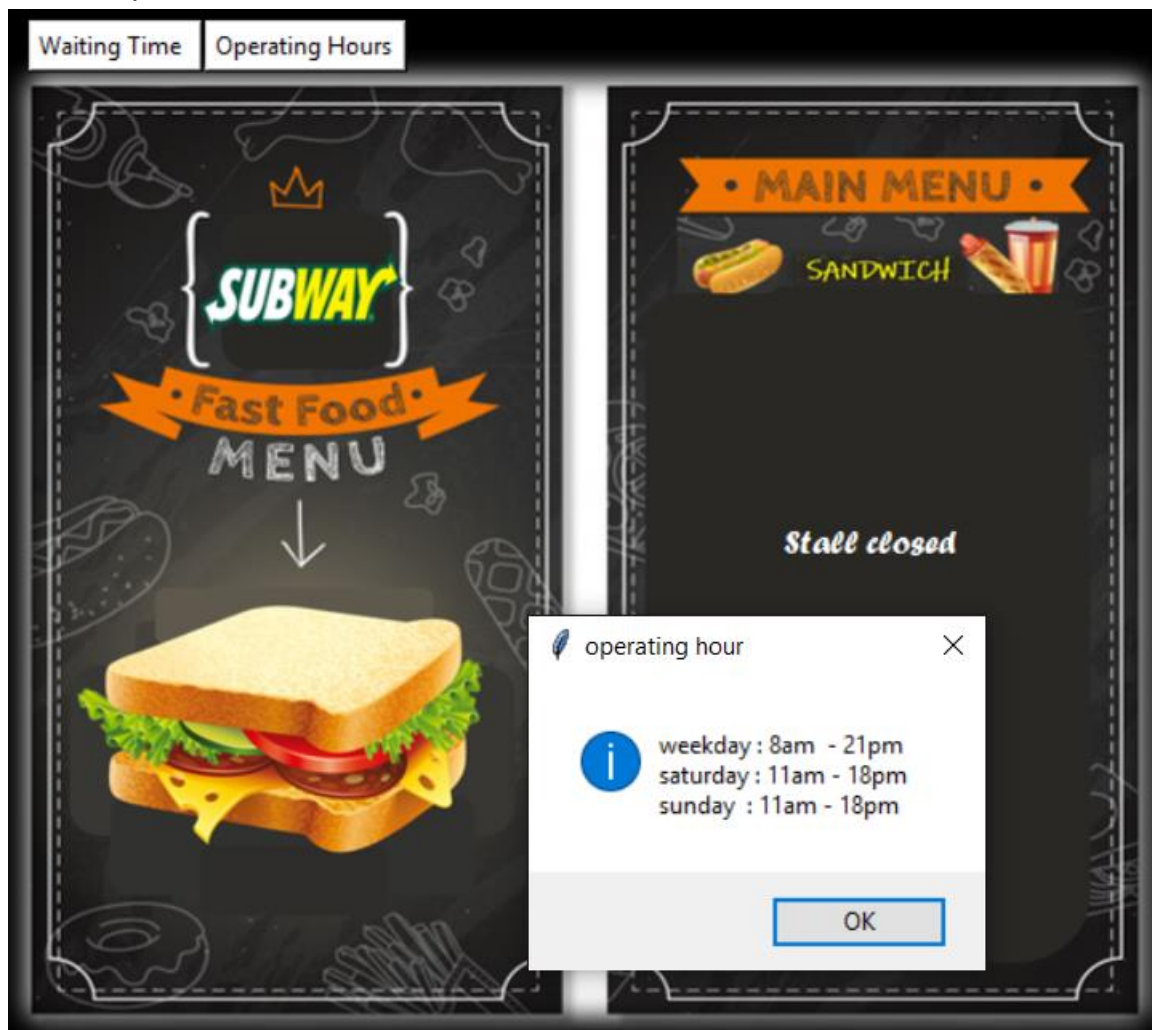 Waiting Time
Operating Hours
SUBWAY
• Fast Food •
MENU
• MAIN MENU •
SANDWICH
Stall closed
operating hour
weekday : 8am  - 21pm
saturday : 11am - 18pm
sunday  : 11am - 18pm
OK